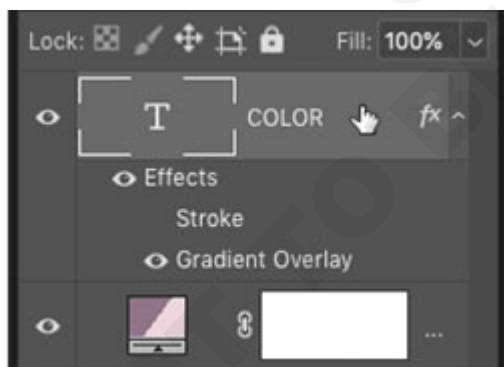 Lock: Fill: 100%
T COLOR fx
Effects
Stroke
Gradient Overlay
...